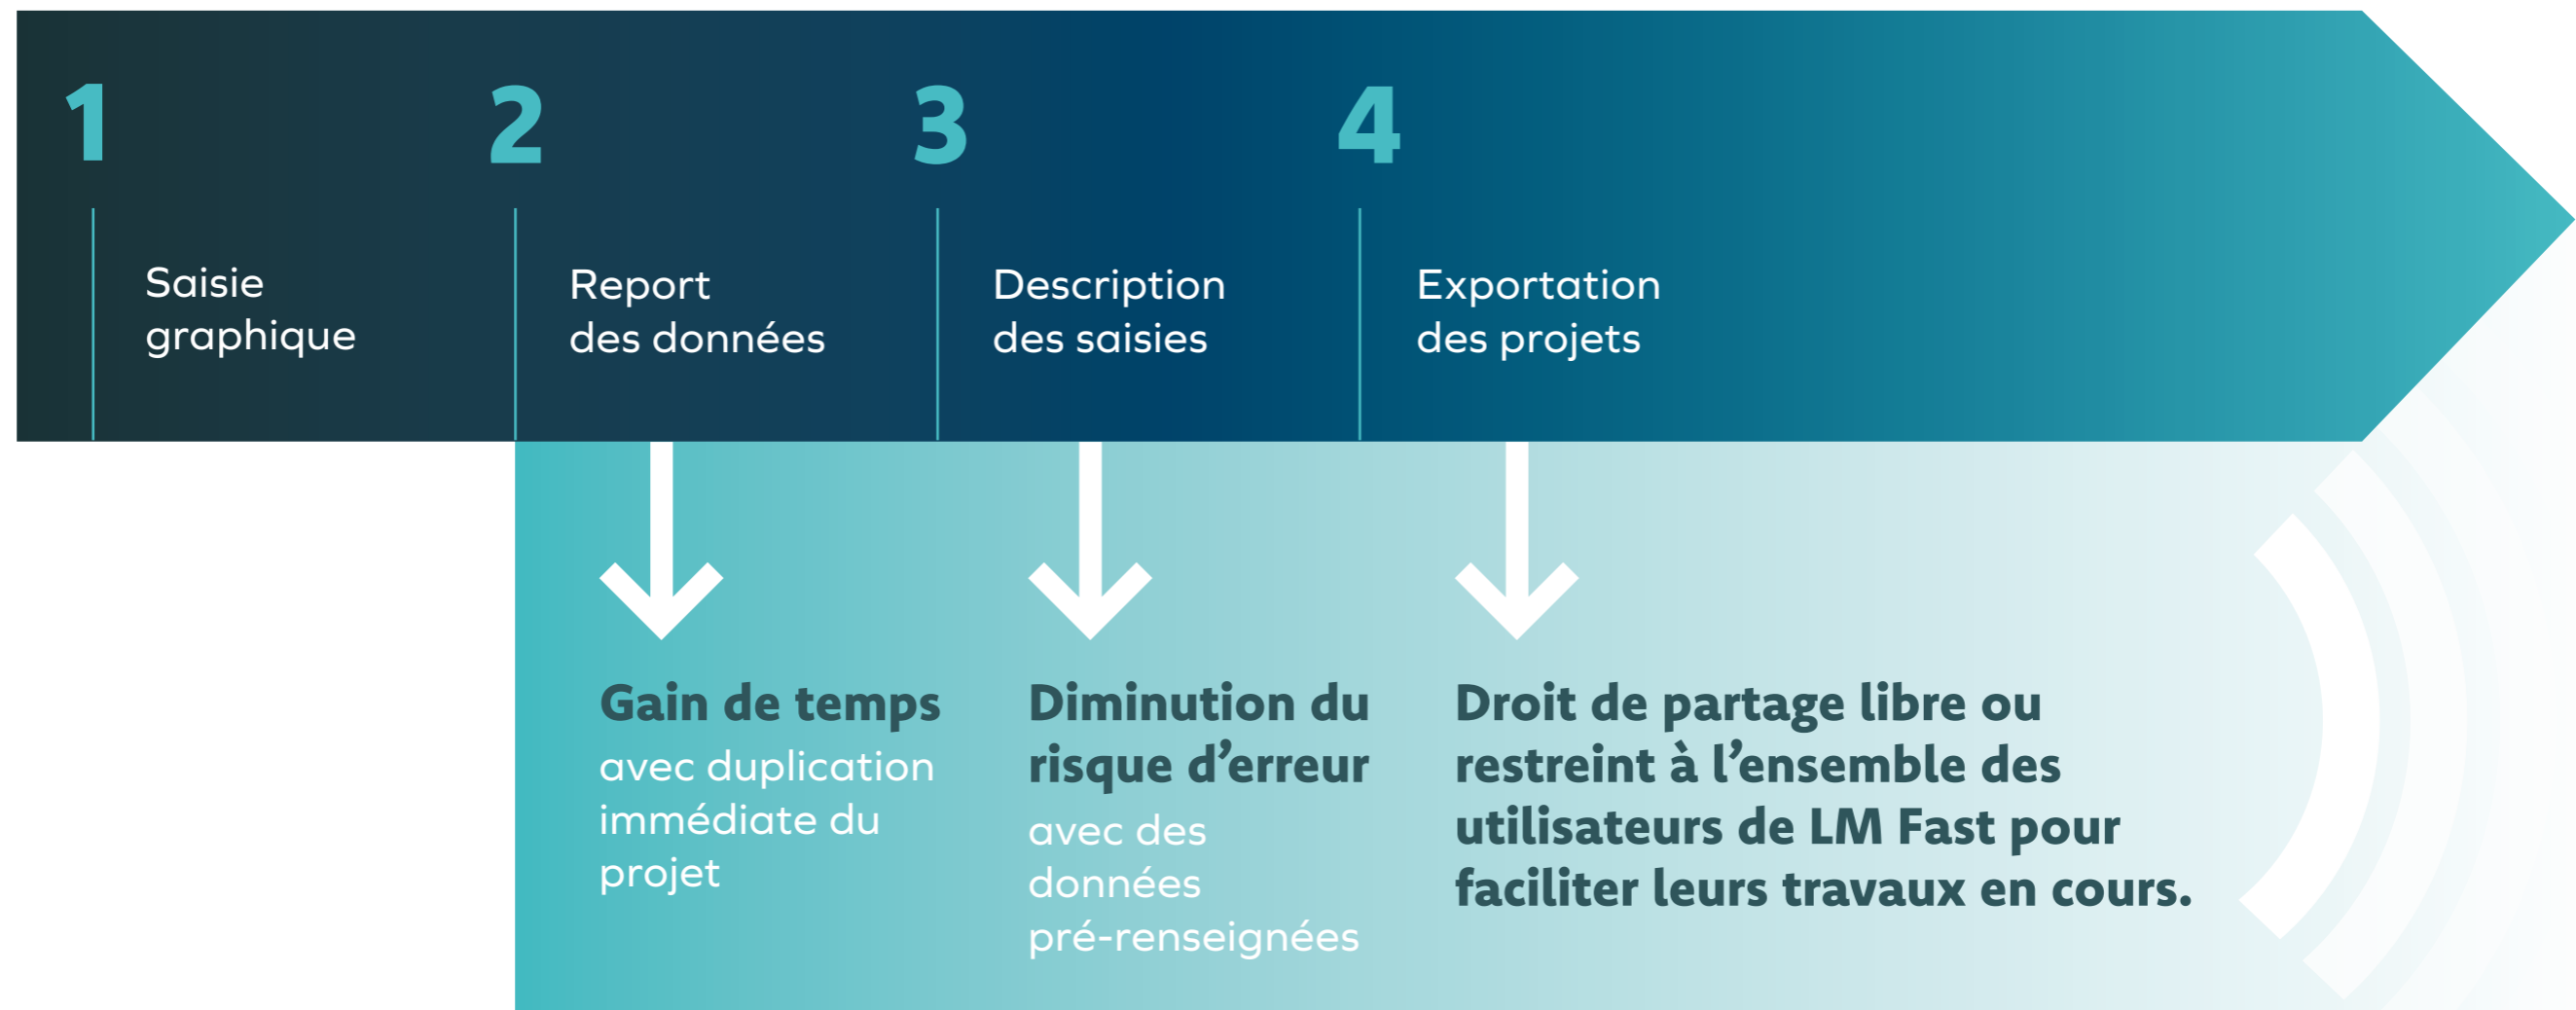 1
Saisie
graphique
2
Report
des données
3
Description
des saisies
4
Exportation
des projets
Gain de temps
avec duplication
immédiate du
projet
Diminution du
risque d’erreur
avec des
données
pré-renseignées
Droit de partage libre ou
restreint à l’ensemble des
utilisateurs de LM Fast pour
faciliter leurs travaux en cours.